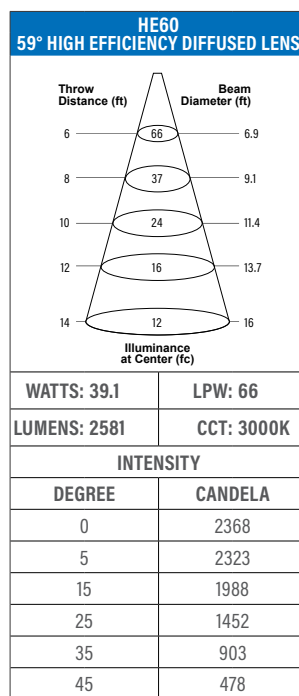 HE60
59° HIGH EFFICIENCY DIFFUSED LENS
Throw Beam
Distance (ft) Diameter (ft)
6 66 6.9
8 37 9.1
10 24 11.4
12 16 13.7
14 12 16
Illuminance
at Center (fc)
WATTS: 39.1 LPW: 66
LUMENS: 2581 CCT: 3000K
INTENSITY
DEGREE CANDELA
0 2368
5 2323
15 1988
25 1452
35 903
45 478